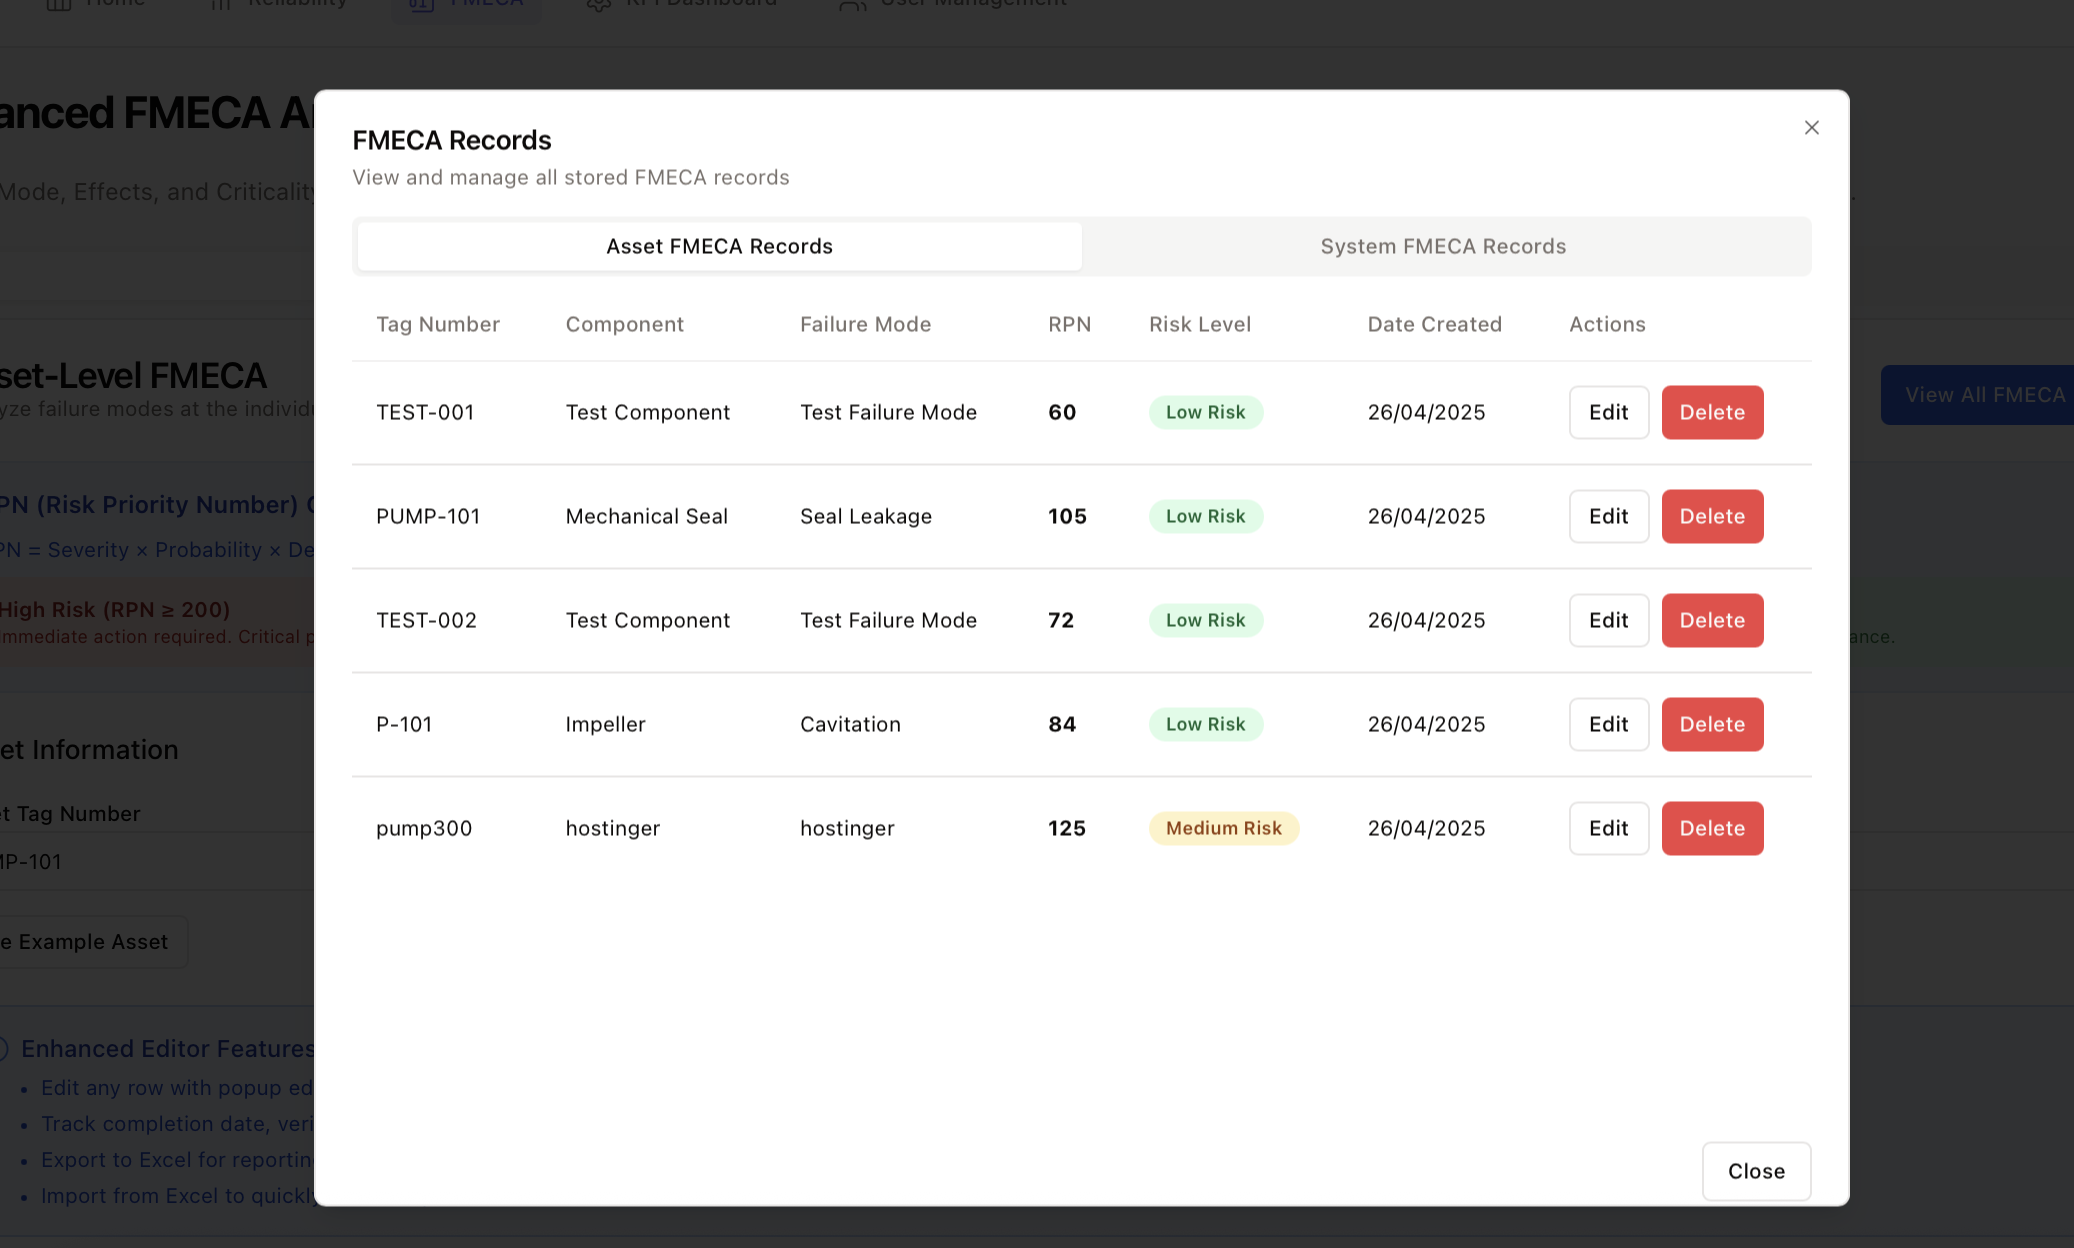 Home Reliability FMECA KPI Dashboard User Management
anced FMECA A
Mode, Effects, and Criticality
set-Level FMECA
yze failure modes at the individu
View All FMECA
PN (Risk Priority Number) C
PN = Severity × Probability × De
High Risk (RPN ≥ 200)
immediate action required. Critical p
ance.
et Information
t Tag Number
MP-101
e Example Asset
Enhanced Editor Features
• Edit any row with popup ed
• Track completion date, veri
• Export to Excel for reportin
• Import from Excel to quickly
FMECA Records
View and manage all stored FMECA records
Asset FMECA Records System FMECA Records
Tag Number Component Failure Mode RPN Risk Level Date Created Actions
TEST-001 Test Component Test Failure Mode 60 Low Risk 26/04/2025 Edit Delete
PUMP-101 Mechanical Seal Seal Leakage 105 Low Risk 26/04/2025 Edit Delete
TEST-002 Test Component Test Failure Mode 72 Low Risk 26/04/2025 Edit Delete
P-101 Impeller Cavitation 84 Low Risk 26/04/2025 Edit Delete
pump300 hostinger hostinger 125 Medium Risk 26/04/2025 Edit Delete
Close